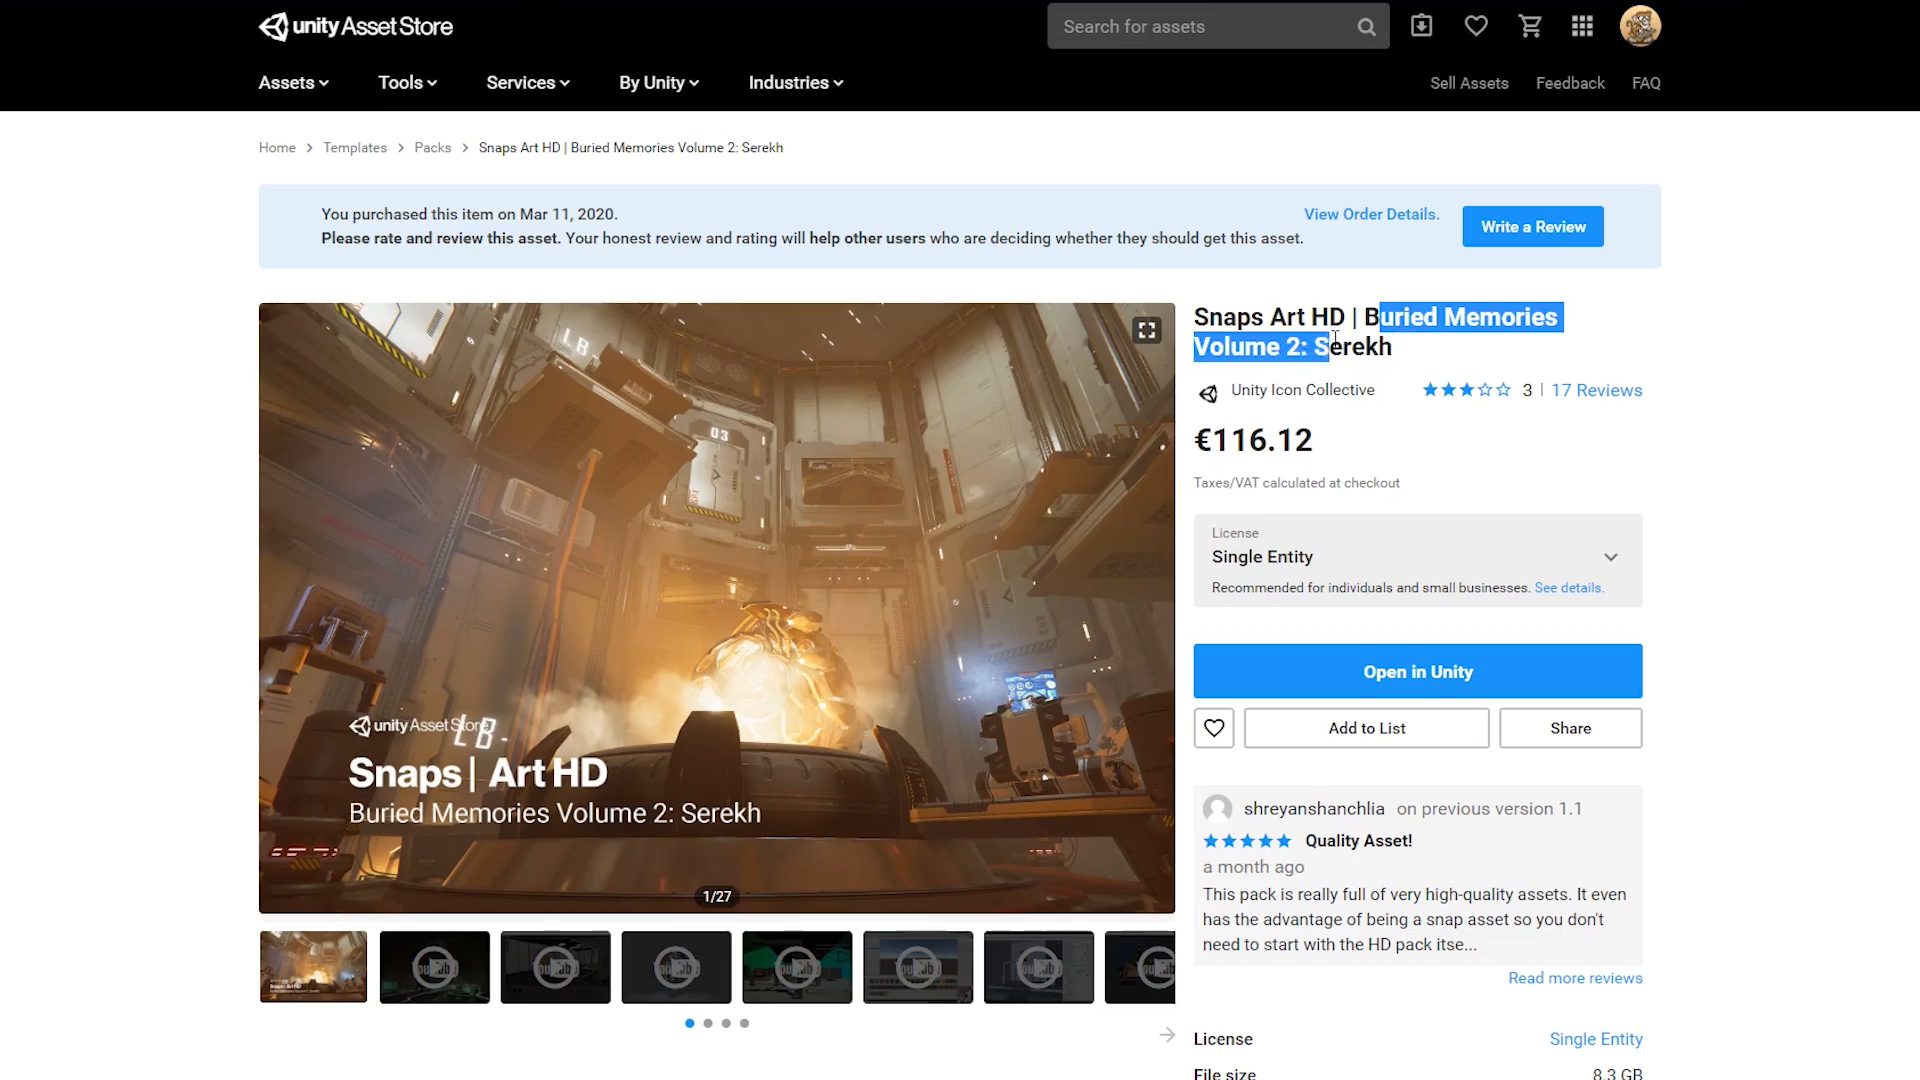 unity Asset Store
Search for assets
Assets
Tools
Services
By Unity
Industries
Sell Assets
Feedback
FAQ
Home > Templates > Packs > Snaps Art HD | Buried Memories Volume 2: Serekh
You purchased this item on Mar 11, 2020.
View Order Details.
Please rate and review this asset. Your honest review and rating will help other users who are deciding whether they should get this asset.
Write a Review
LB
03
unity Asset Store
LB-
Snaps | Art HD
Buried Memories Volume 2: Serekh
1/27
Snaps Art HD | Buried Memories
Volume 2: Serekh
Unity Icon Collective
3 | 17 Reviews
€116.12
Taxes/VAT calculated at checkout
License
Single Entity
Recommended for individuals and small businesses. See details.
Open in Unity
Add to List
Share
shreyanshanchlia on previous version 1.1
Quality Asset!
a month ago
This pack is really full of very high-quality assets. It even
has the advantage of being a snap asset so you don't
need to start with the HD pack itse...
Read more reviews
License
Single Entity
File size
8.3 GB